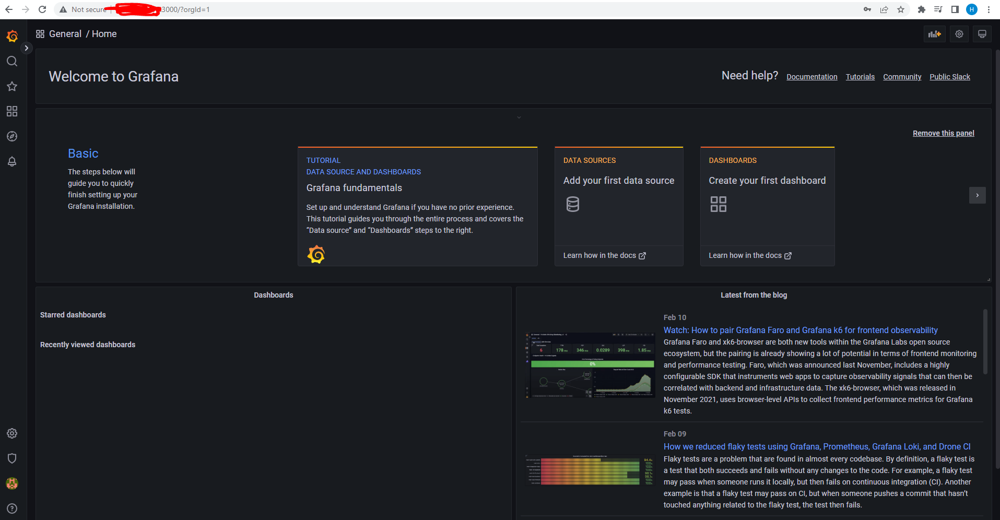 Not secure
3000/?orgId=1
H
General / Home
Welcome to Grafana
Need help? Documentation Tutorials Community Public Slack
Remove this panel
Basic
The steps below will
guide you to quickly
finish setting up your
Grafana installation.
TUTORIAL
DATA SOURCE AND DASHBOARDS
Grafana fundamentals
Set up and understand Grafana if you have no prior experience.
This tutorial guides you through the entire process and covers the
“Data source” and “Dashboards” steps to the right.
DATA SOURCES
Add your first data source
Learn how in the docs
DASHBOARDS
Create your first dashboard
Learn how in the docs
Dashboards
Starred dashboards
Recently viewed dashboards
Latest from the blog
Feb 10
Watch: How to pair Grafana Faro and Grafana k6 for frontend observability
Grafana Faro and xk6-browser are both new tools within the Grafana Labs open source
ecosystem, but the pairing is already showing a lot of potential in terms of frontend monitoring
and performance testing. Faro, which was announced last November, includes a highly
configurable SDK that instruments web apps to capture observability signals that can then be
correlated with backend and infrastructure data. The xk6-browser, which was released in
November 2021, uses browser-level APIs to collect frontend performance metrics for Grafana
k6 tests.
6 178 ms 346 ms 0.0289 398 ms 1.85 ms
0%
Feb 09
How we reduced flaky tests using Grafana, Prometheus, Grafana Loki, and Drone CI
Flaky tests are a problem that are found in almost every codebase. By definition, a flaky test is
a test that both succeeds and fails without any changes to the code. For example, a flaky test
may pass when someone runs it locally, but then fails on continuous integration (CI). Another
example is that a flaky test may pass on CI, but when someone pushes a commit that hasn’t
touched anything related to the flaky test, the test then fails.